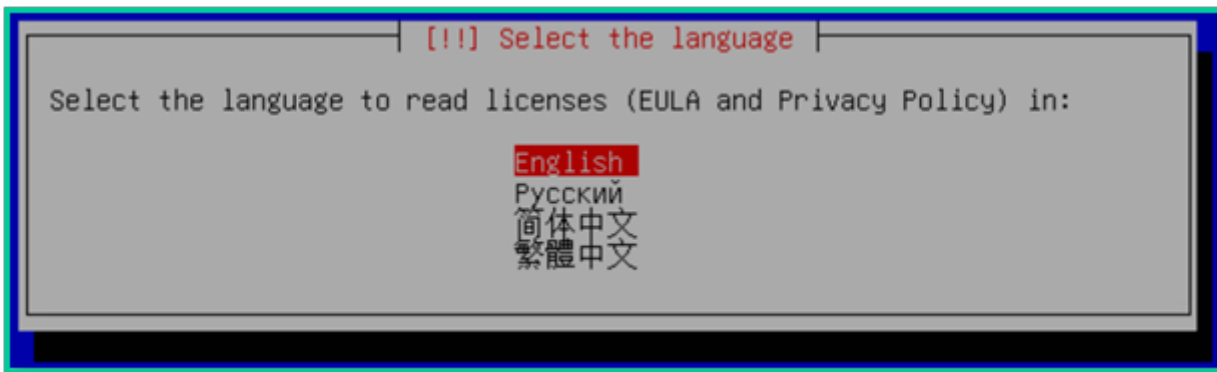 [!!] Select the language
Select the language to read licenses (EULA and Privacy Policy) in:
English
Русский
简体中文
繁體中文